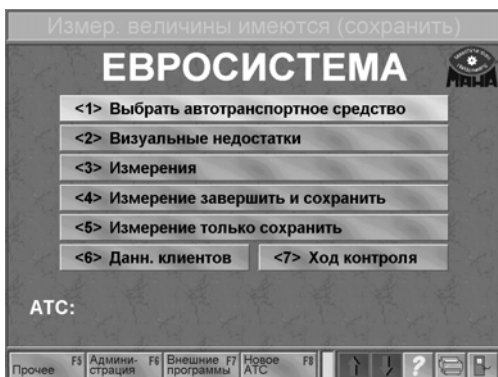 Измер. величины имеются (сохранить)
ЕВРОСИСТЕМА
МАНА
<1> Выбрать автотранспортное средство
<2> Визуальные недостатки
<3> Измерения
<4> Измерение завершить и сохранить
<5> Измерение только сохранить
<6> Данн. клиентов <7> Ход контроля
АТС:
Прочее F5 Админи- страция F6 Внешние программы F7 Новое АТС F8 ?